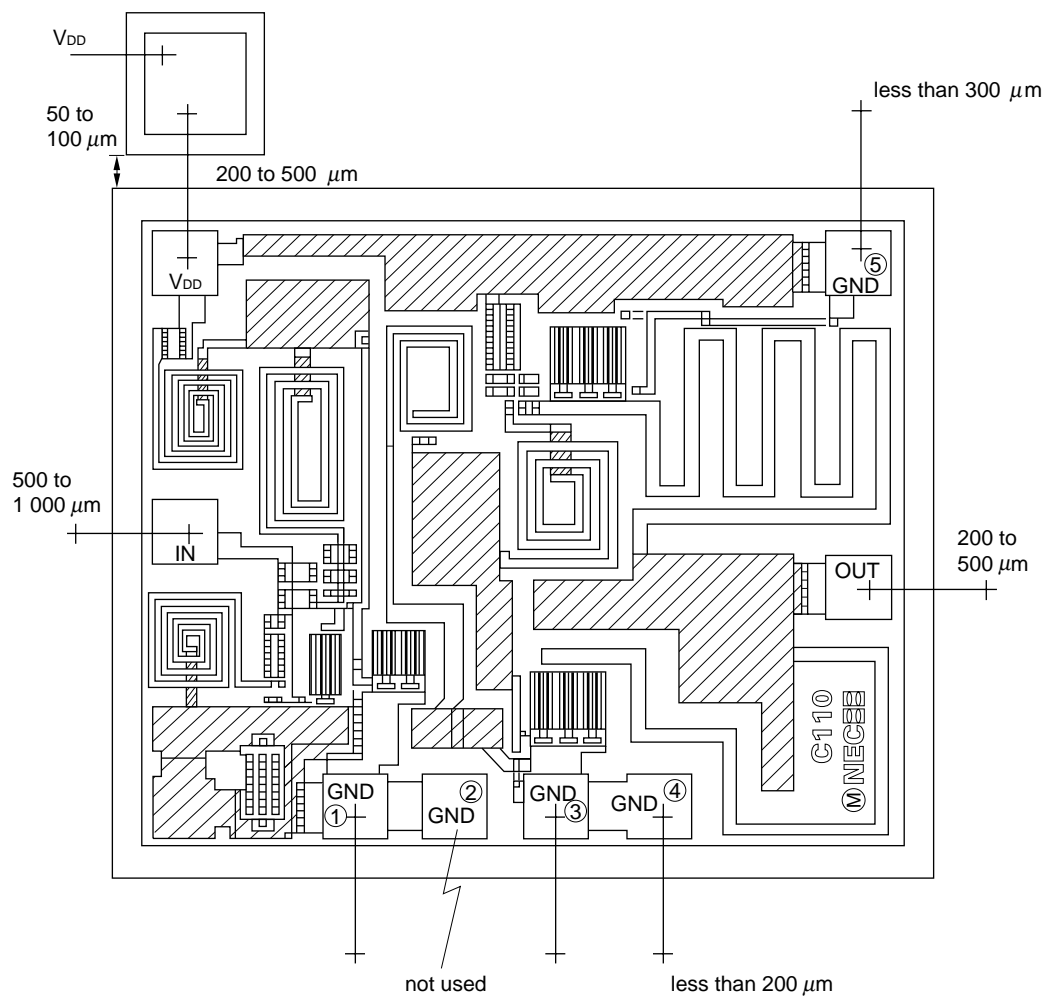 VDD
50 to
100 μm
200 to 500 μm
less than 300 μm
VDD
⑤
GND
500 to
1 000 μm
IN
OUT
200 to
500 μm
C110
Ⓜ NEC
GND
①
②
GND
GND
③
GND ④
not used
less than 200 μm